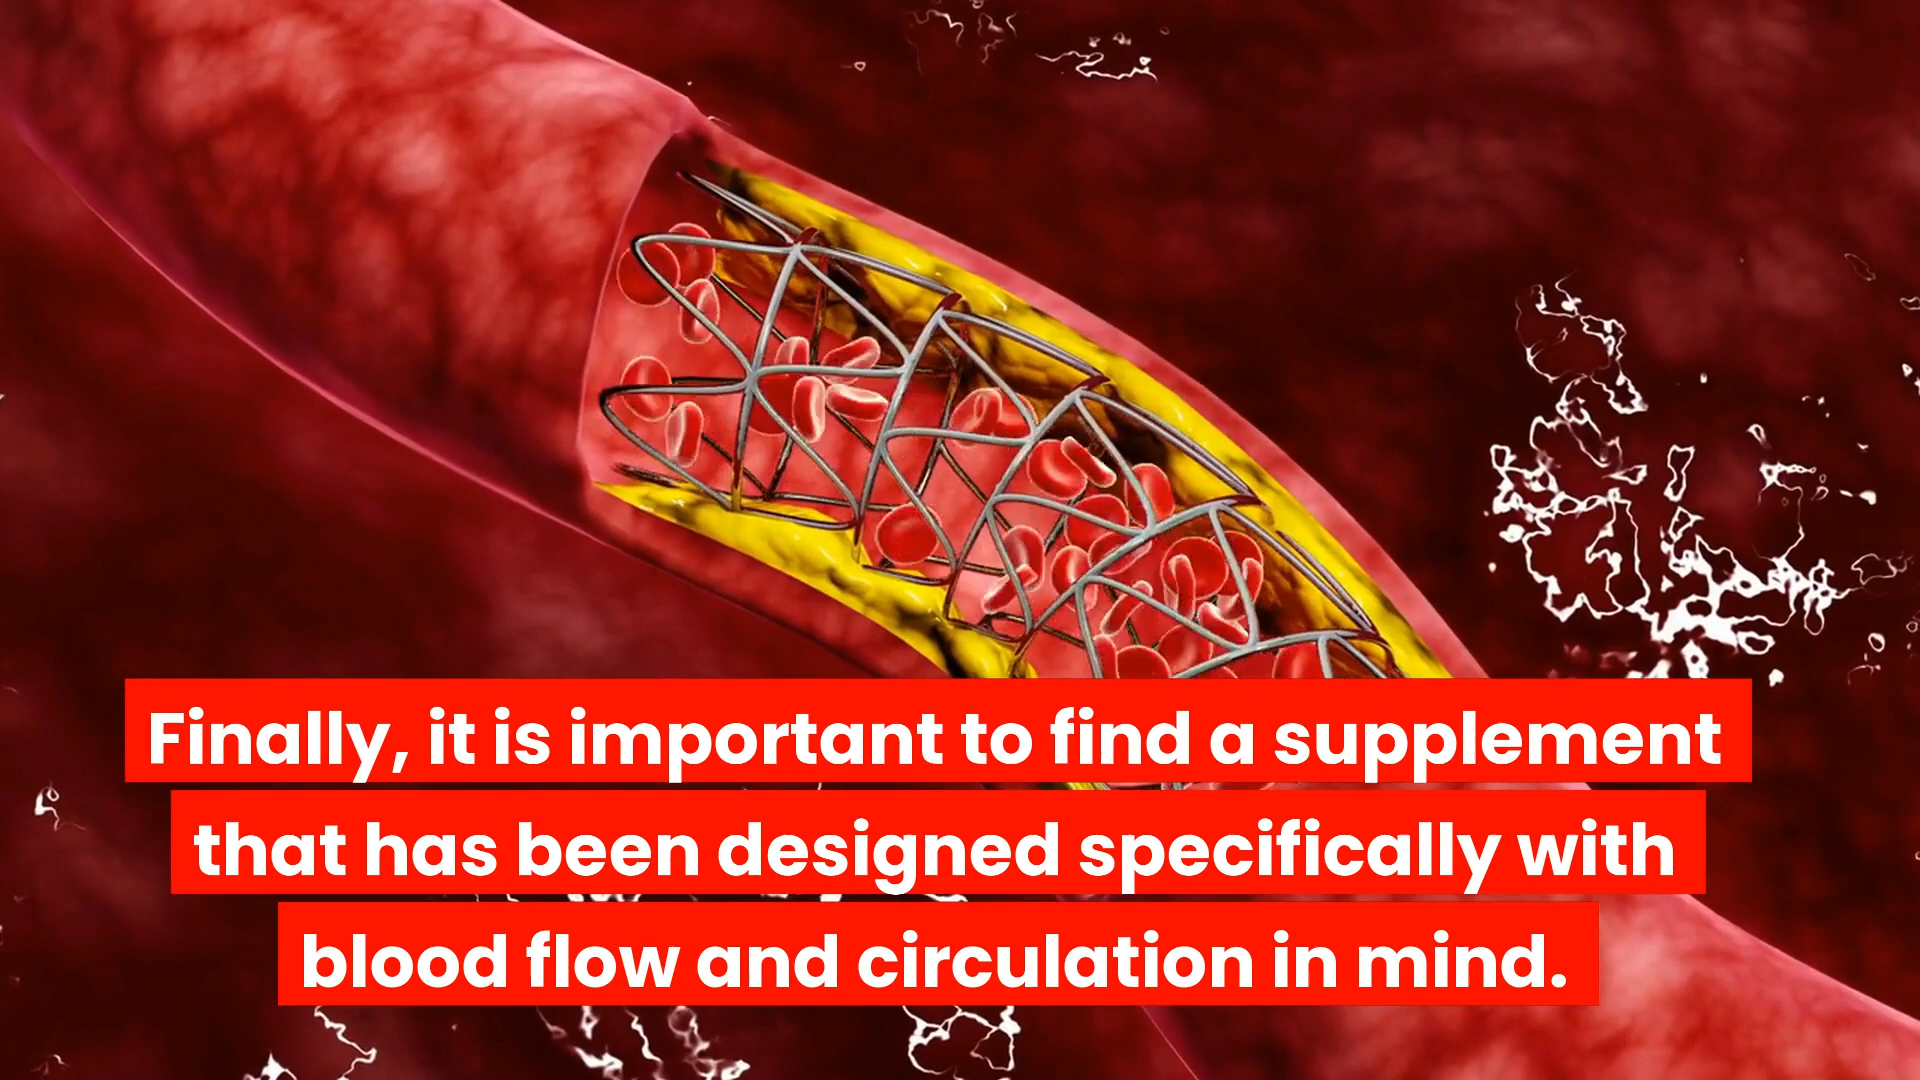 Finally, it is important to find a supplement
that has been designed specifically with
blood flow and circulation in mind.